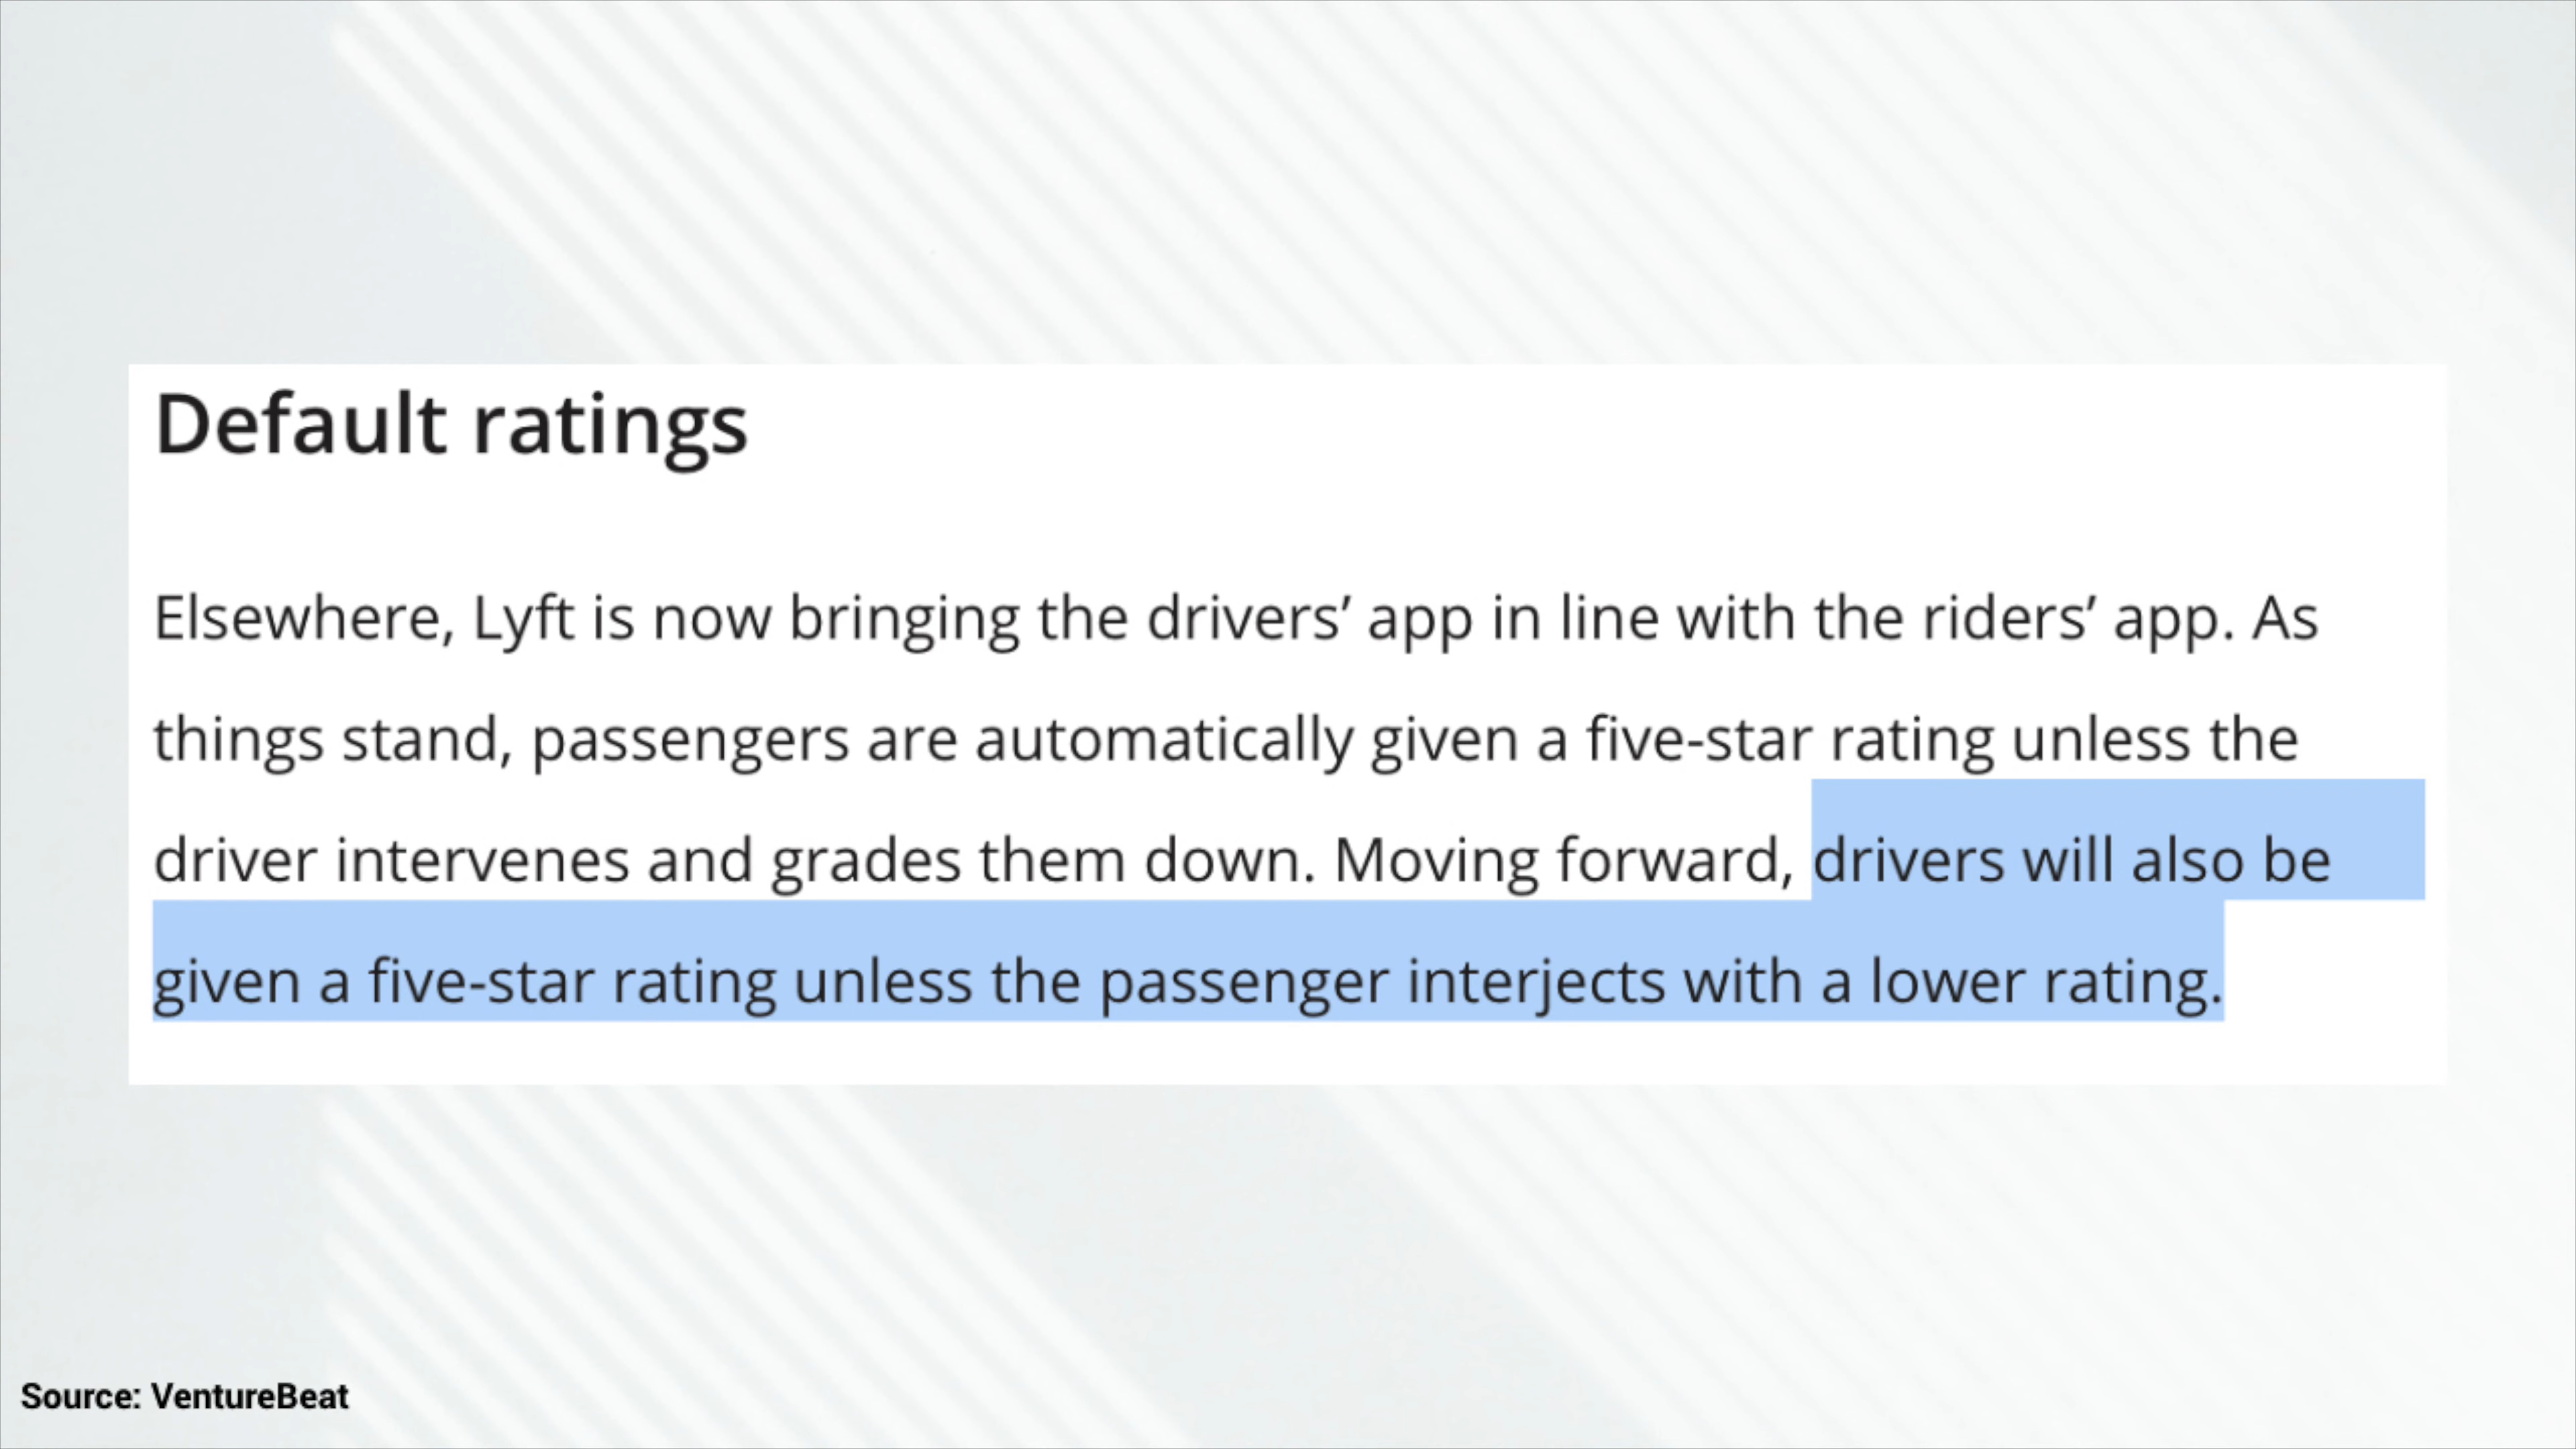 Default ratings
Elsewhere, Lyft is now bringing the drivers’ app in line with the riders’ app. As
things stand, passengers are automatically given a five-star rating unless the
driver intervenes and grades them down. Moving forward, drivers will also be
given a five-star rating unless the passenger interjects with a lower rating.
Source: VentureBeat